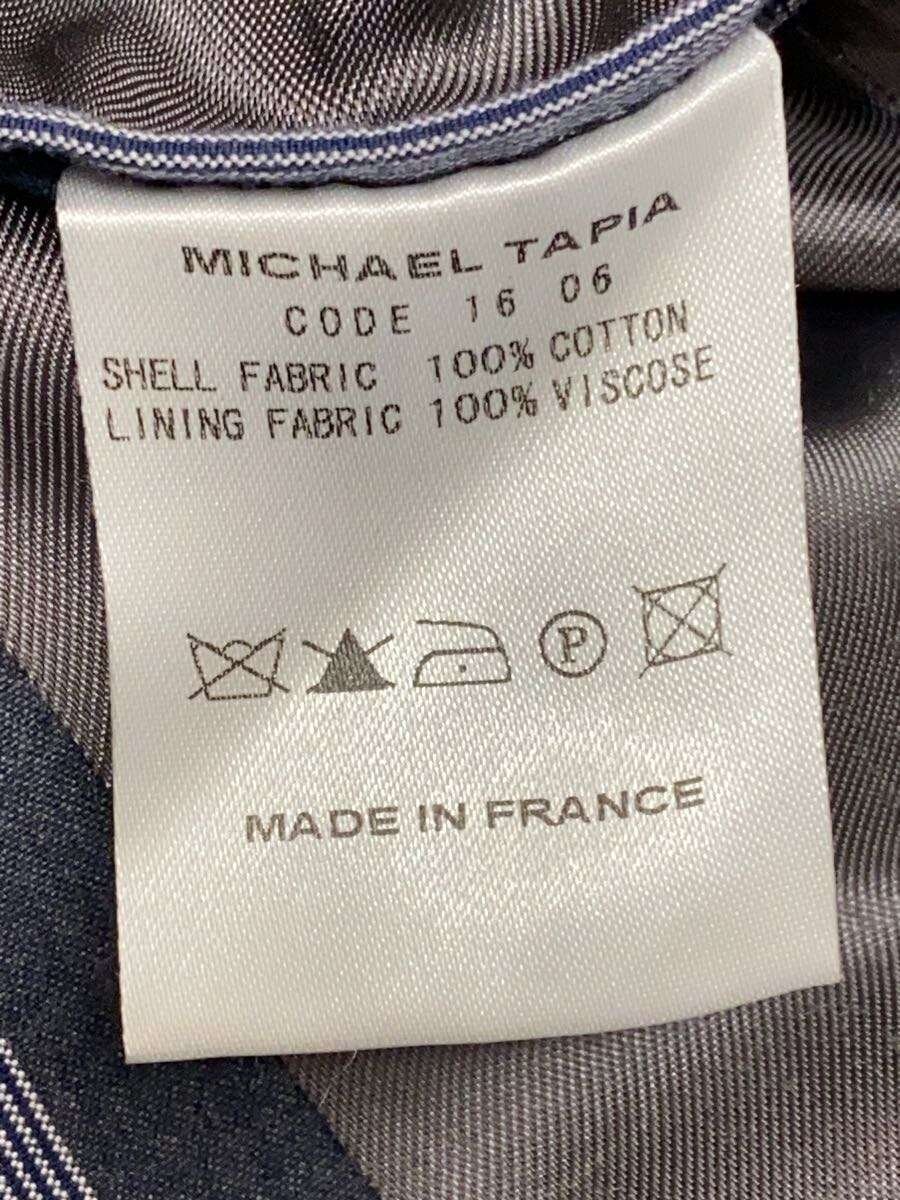 MICHAEL TAPIA
CODE 16 06
SHELL FABRIC 100% COTTON
LINING FABRIC 100% VISCOSE
P
MADE IN FRANCE